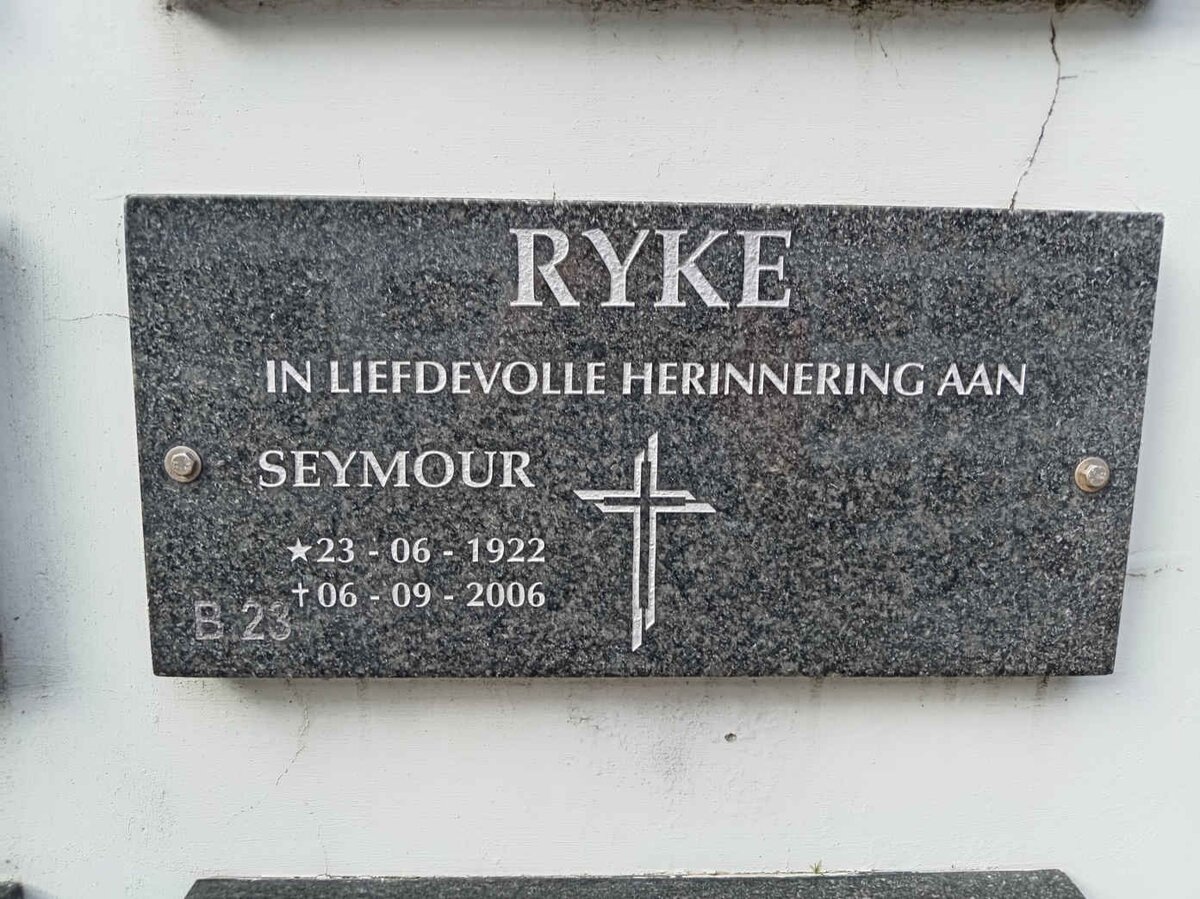 RYKE
IN LIEFDEVOLLE HERINNERING AAN
SEYMOUR
★23 - 06 - 1922
†06 - 09 - 2006
B 23